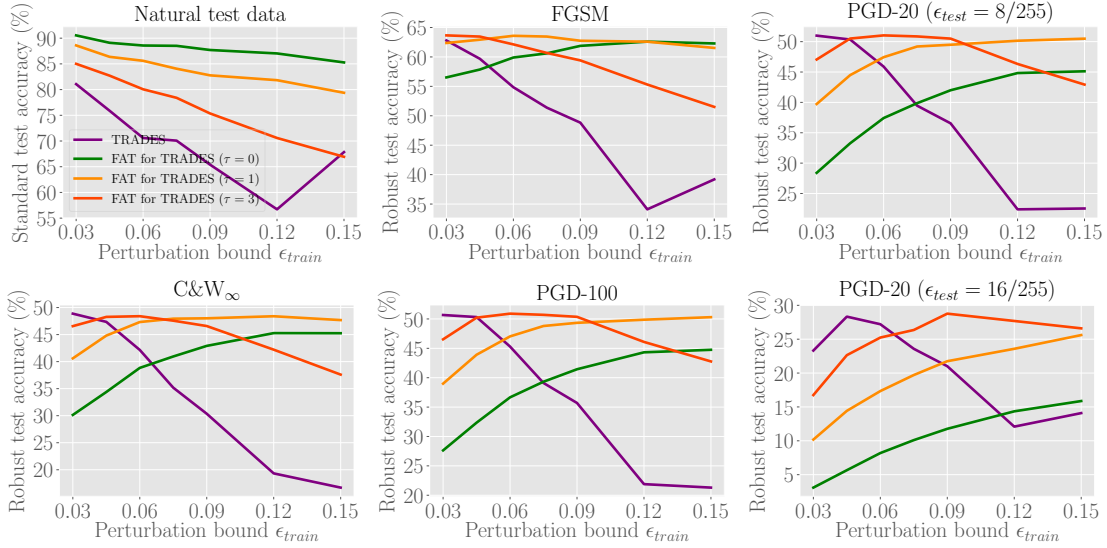 Natural test data
Standard test accuracy (%)
90
85
80
75
70
65
60
55
TRADES
FAT for TRADES (τ = 0)
FAT for TRADES (τ = 1)
FAT for TRADES (τ = 3)
0.03 0.06 0.09 0.12 0.15
Perturbation bound ϵtrain
FGSM
Robust test accuracy (%)
65
60
55
50
45
40
35
0.03 0.06 0.09 0.12 0.15
Perturbation bound ϵtrain
PGD-20 (ϵtest = 8/255)
Robust test accuracy (%)
50
45
40
35
30
25
0.03 0.06 0.09 0.12 0.15
Perturbation bound ϵtrain
C&W∞
Robust test accuracy (%)
50
45
40
35
30
25
20
0.03 0.06 0.09 0.12 0.15
Perturbation bound ϵtrain
PGD-100
Robust test accuracy (%)
50
45
40
35
30
25
20
0.03 0.06 0.09 0.12 0.15
Perturbation bound ϵtrain
PGD-20 (ϵtest = 16/255)
Robust test accuracy (%)
30
25
20
15
10
5
0.03 0.06 0.09 0.12 0.15
Perturbation bound ϵtrain